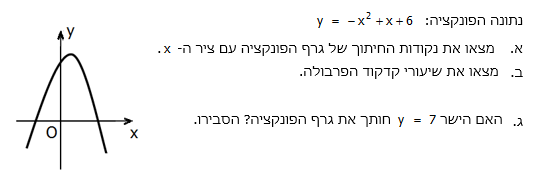 נתונה הפונקציה: y = −x²+x+6
א. מצאו את נקודות החיתוך של גרף הפונקציה עם ציר ה- x.
ב. מצאו את שיעורי קדקוד הפרבולה.
ג. האם הישר y = 7 חותך את גרף הפונקציה? הסבירו.
y
O
x